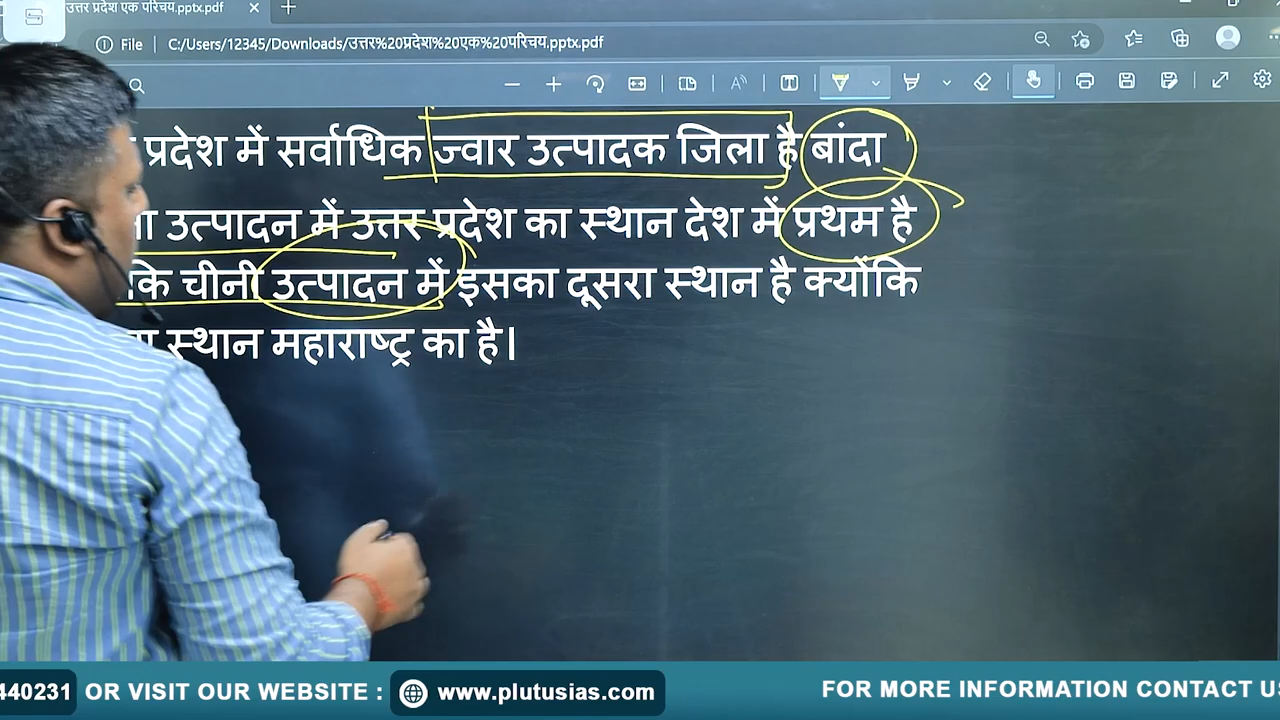 उत्तर प्रदेश एक परिचय.pptx.pdf
File C:/Users/12345/Downloads/उत्तर%20प्रदेश%20एक%20परिचय.pptx.pdf
प्रदेश में सर्वाधिक ज्वार उत्पादक जिला है बांदा
उत्पादन में उत्तर प्रदेश का स्थान देश में प्रथम है
कि चीनी उत्पादन में इसका दूसरा स्थान है क्योंकि
स्थान महाराष्ट्र का है।
440231 OR VISIT OUR WEBSITE : www.plutusias.com FOR MORE INFORMATION CONTACT US